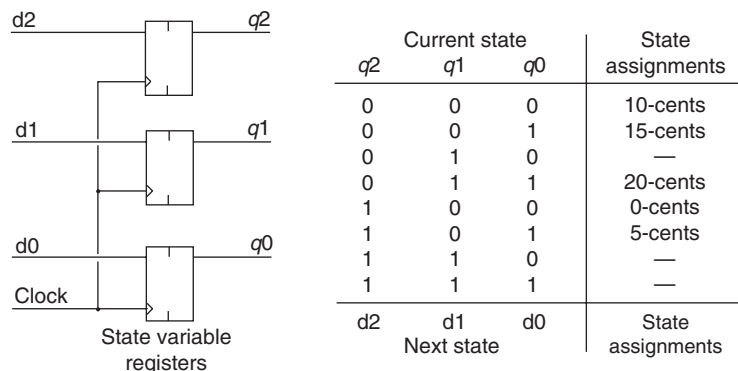 d2 q2
d1 q1
d0 q0
Clock
State variable
registers
Current state State
q2 q1 q0 assignments
0 0 0 10-cents
0 0 1 15-cents
0 1 0 —
0 1 1 20-cents
1 0 0 0-cents
1 0 1 5-cents
1 1 0 —
1 1 1 —
d2 d1 d0 State
Next state assignments